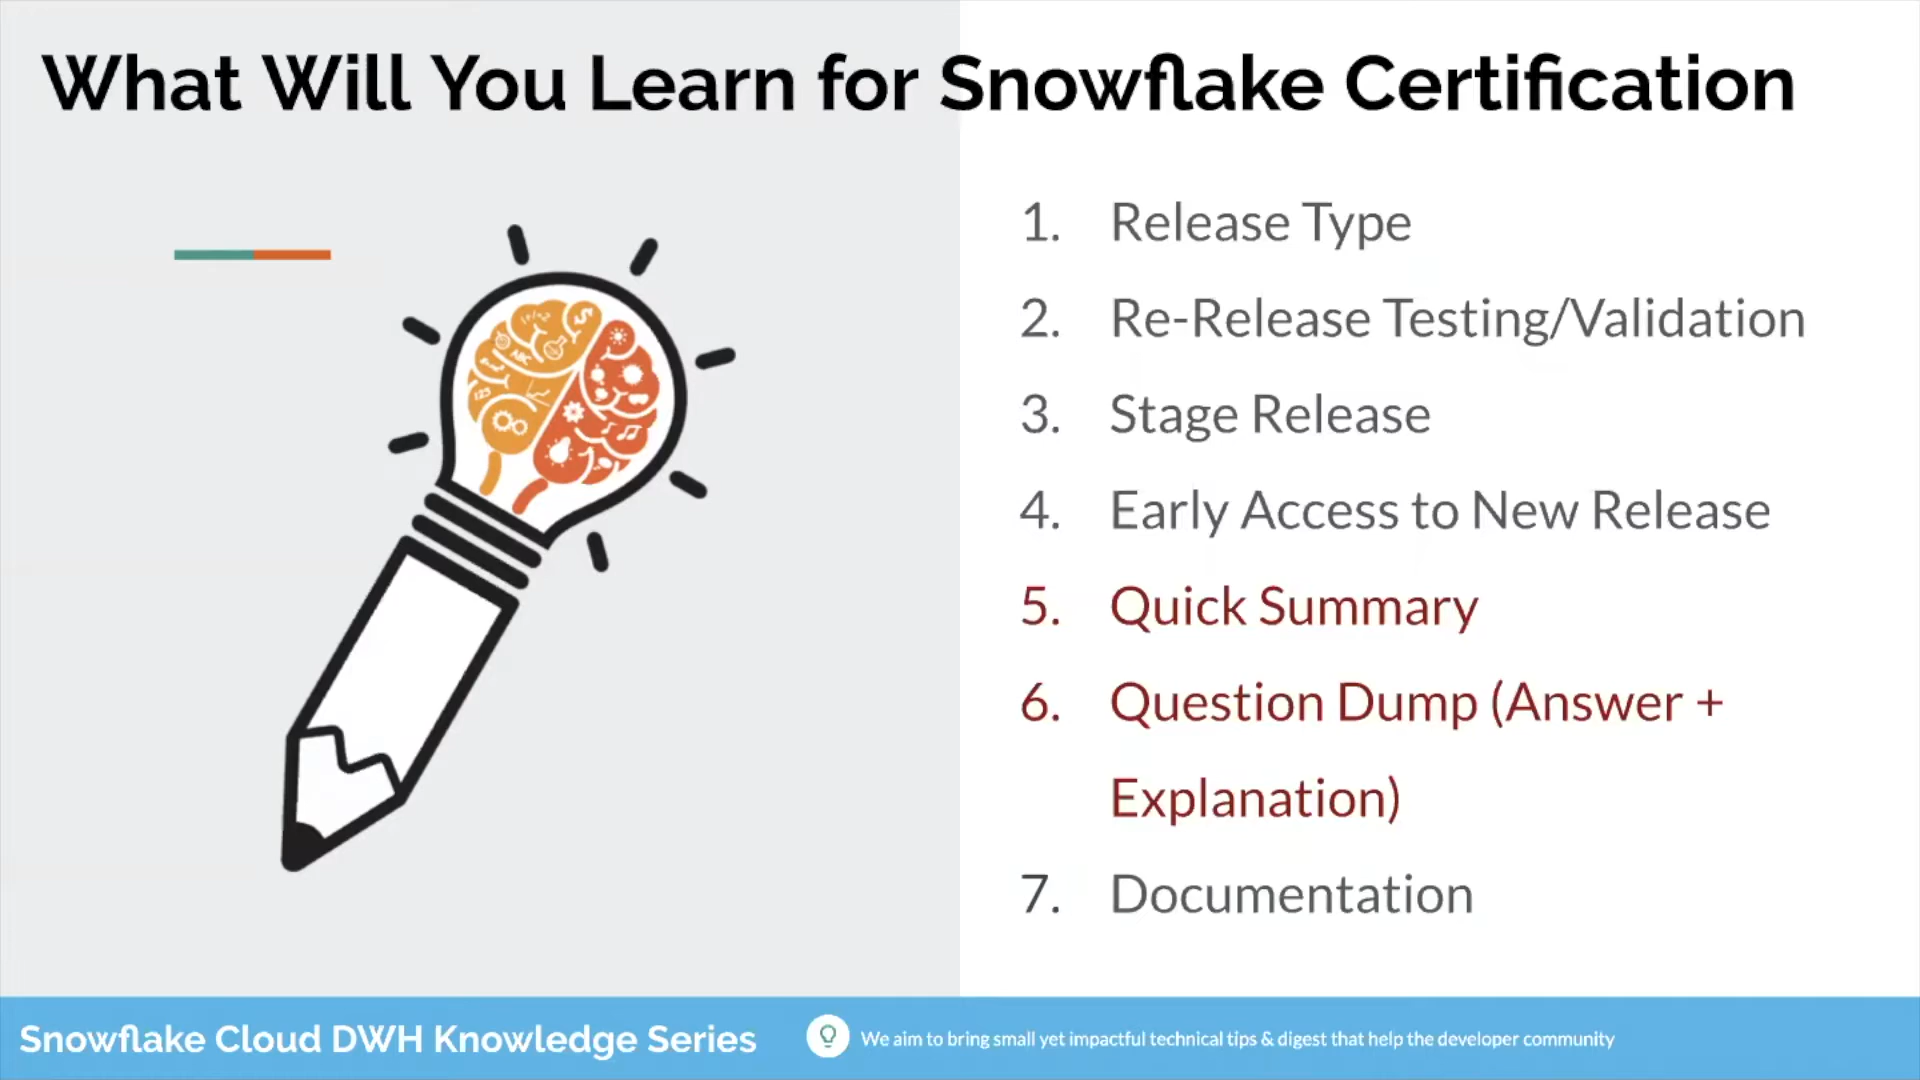 What Will You Learn for Snowflake Certification
1. Release Type
2. Re-Release Testing/Validation
3. Stage Release
4. Early Access to New Release
5. Quick Summary
6. Question Dump (Answer +
Explanation)
7. Documentation
Snowflake Cloud DWH Knowledge Series
We aim to bring small yet impactful technical tips & digest that help the developer community